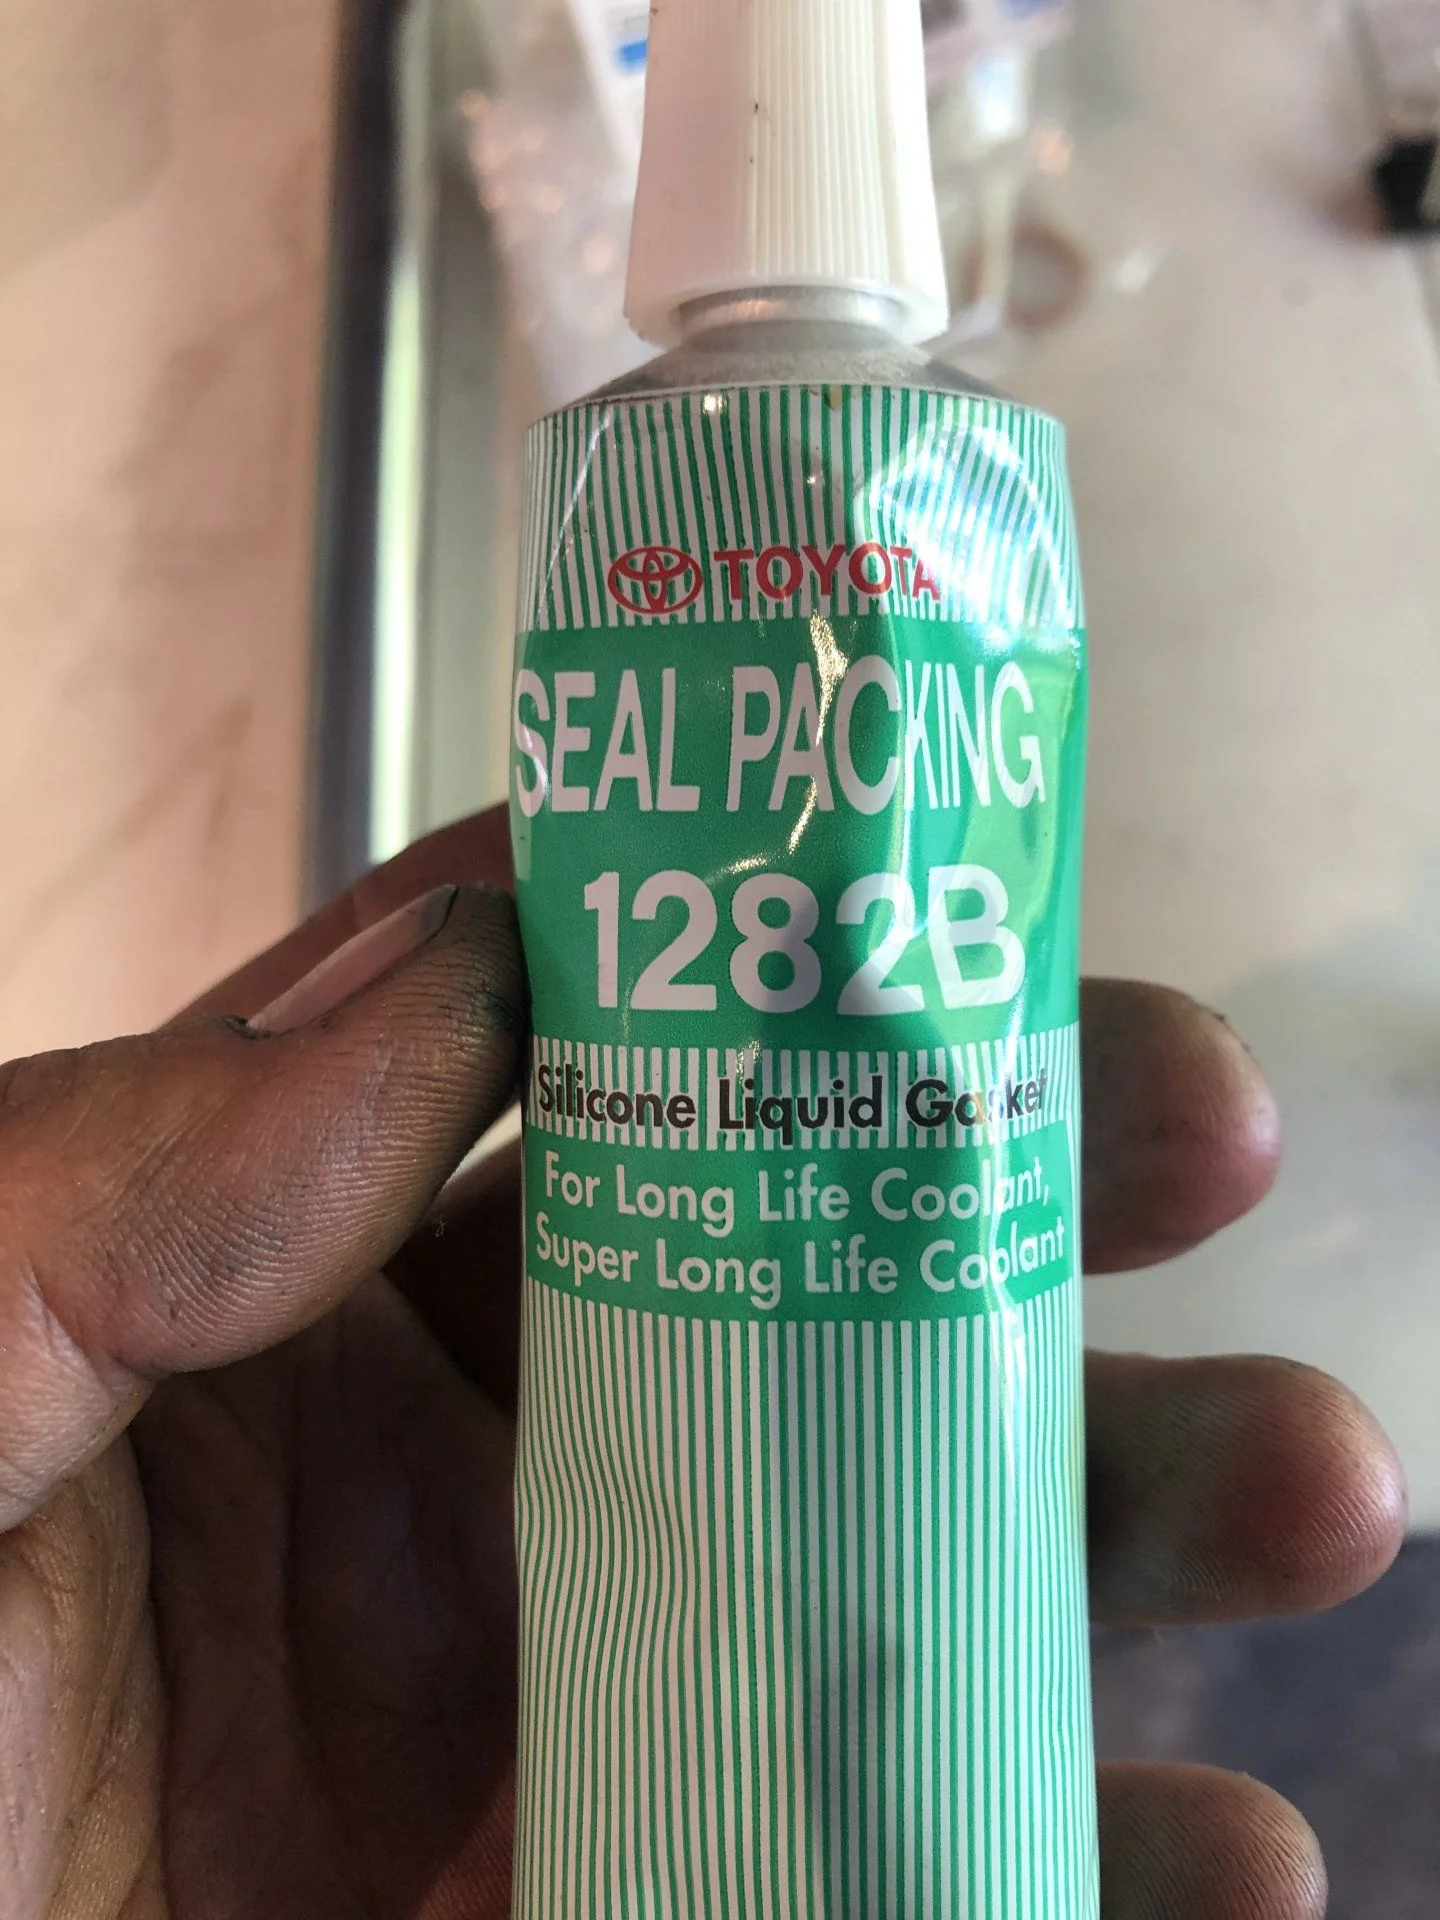 TOYOTA
SEAL PACKING
1282B
Silicone Liquid Gasket
For Long Life Coolant,
Super Long Life Coolant